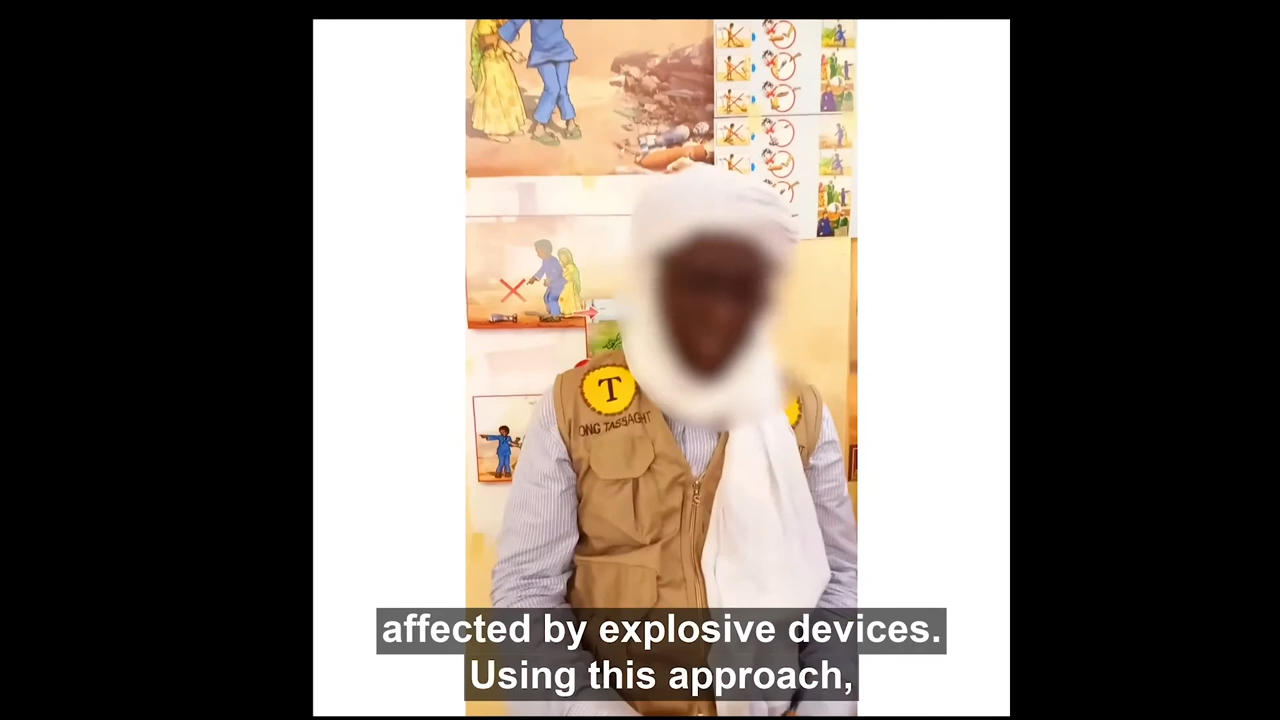 T
ONG TASSAGHT
affected by explosive devices.
Using this approach,